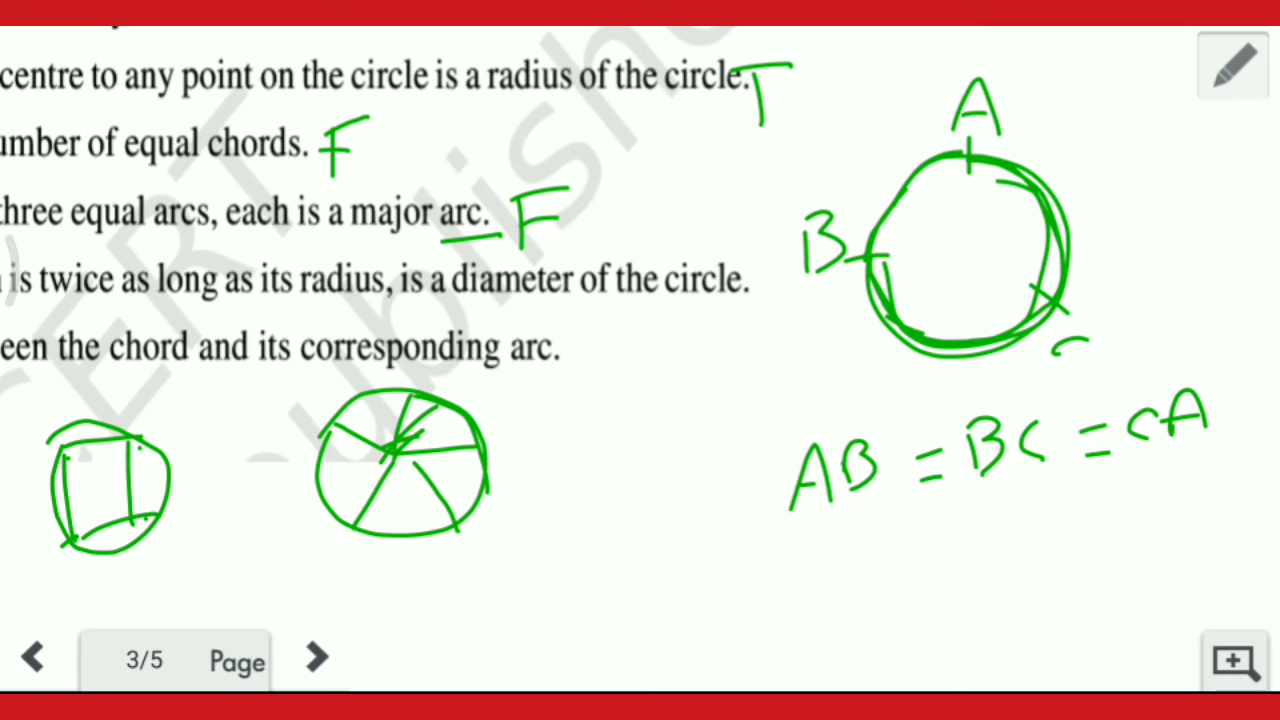 centre to any point on the circle is a radius of the circle. T
umber of equal chords. F
three equal arcs, each is a major arc. F
is twice as long as its radius, is a diameter of the circle.
een the chord and its corresponding arc.
A
B
C
AB = BC = CA
3/5 Page